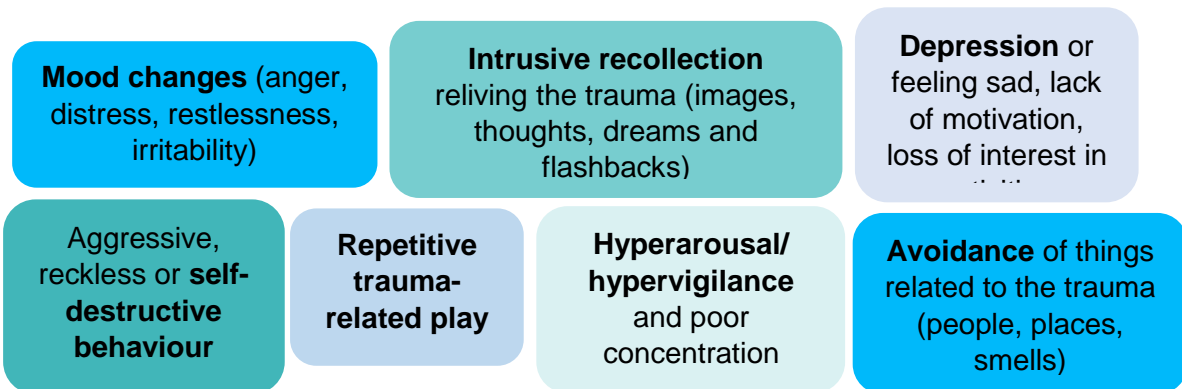 Mood changes (anger,
distress, restlessness,
irritability)
Intrusive recollection
reliving the trauma (images,
thoughts, dreams and
flashbacks)
Depression or
feeling sad, lack
of motivation,
loss of interest in
Aggressive,
reckless or self-
destructive
behaviour
Repetitive
trauma-
related play
Hyperarousal/
hypervigilance
and poor
concentration
Avoidance of things
related to the trauma
(people, places,
smells)